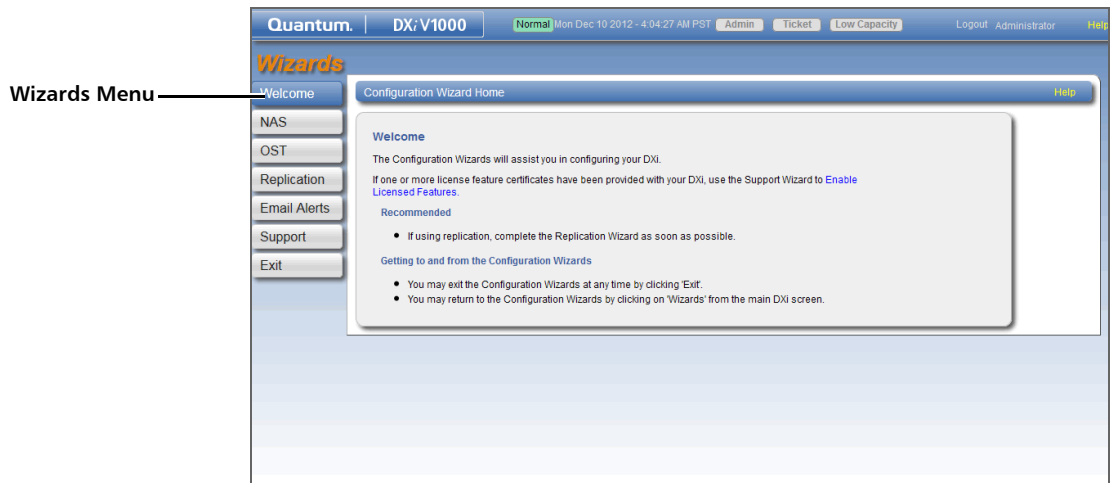 Quantum. DXi V1000 Normal Mon Dec 10 2012 - 4:04:27 AM PST Admin Ticket Low Capacity Logout Administrator Help
Wizards
Wizards Menu
Welcome
NAS
OST
Replication
Email Alerts
Support
Exit
Configuration Wizard Home Help
Welcome
The Configuration Wizards will assist you in configuring your DXi.
If one or more license feature certificates have been provided with your DXi, use the Support Wizard to Enable
Licensed Features.
Recommended
• If using replication, complete the Replication Wizard as soon as possible.
Getting to and from the Configuration Wizards
• You may exit the Configuration Wizards at any time by clicking 'Exit'.
• You may return to the Configuration Wizards by clicking on 'Wizards' from the main DXi screen.